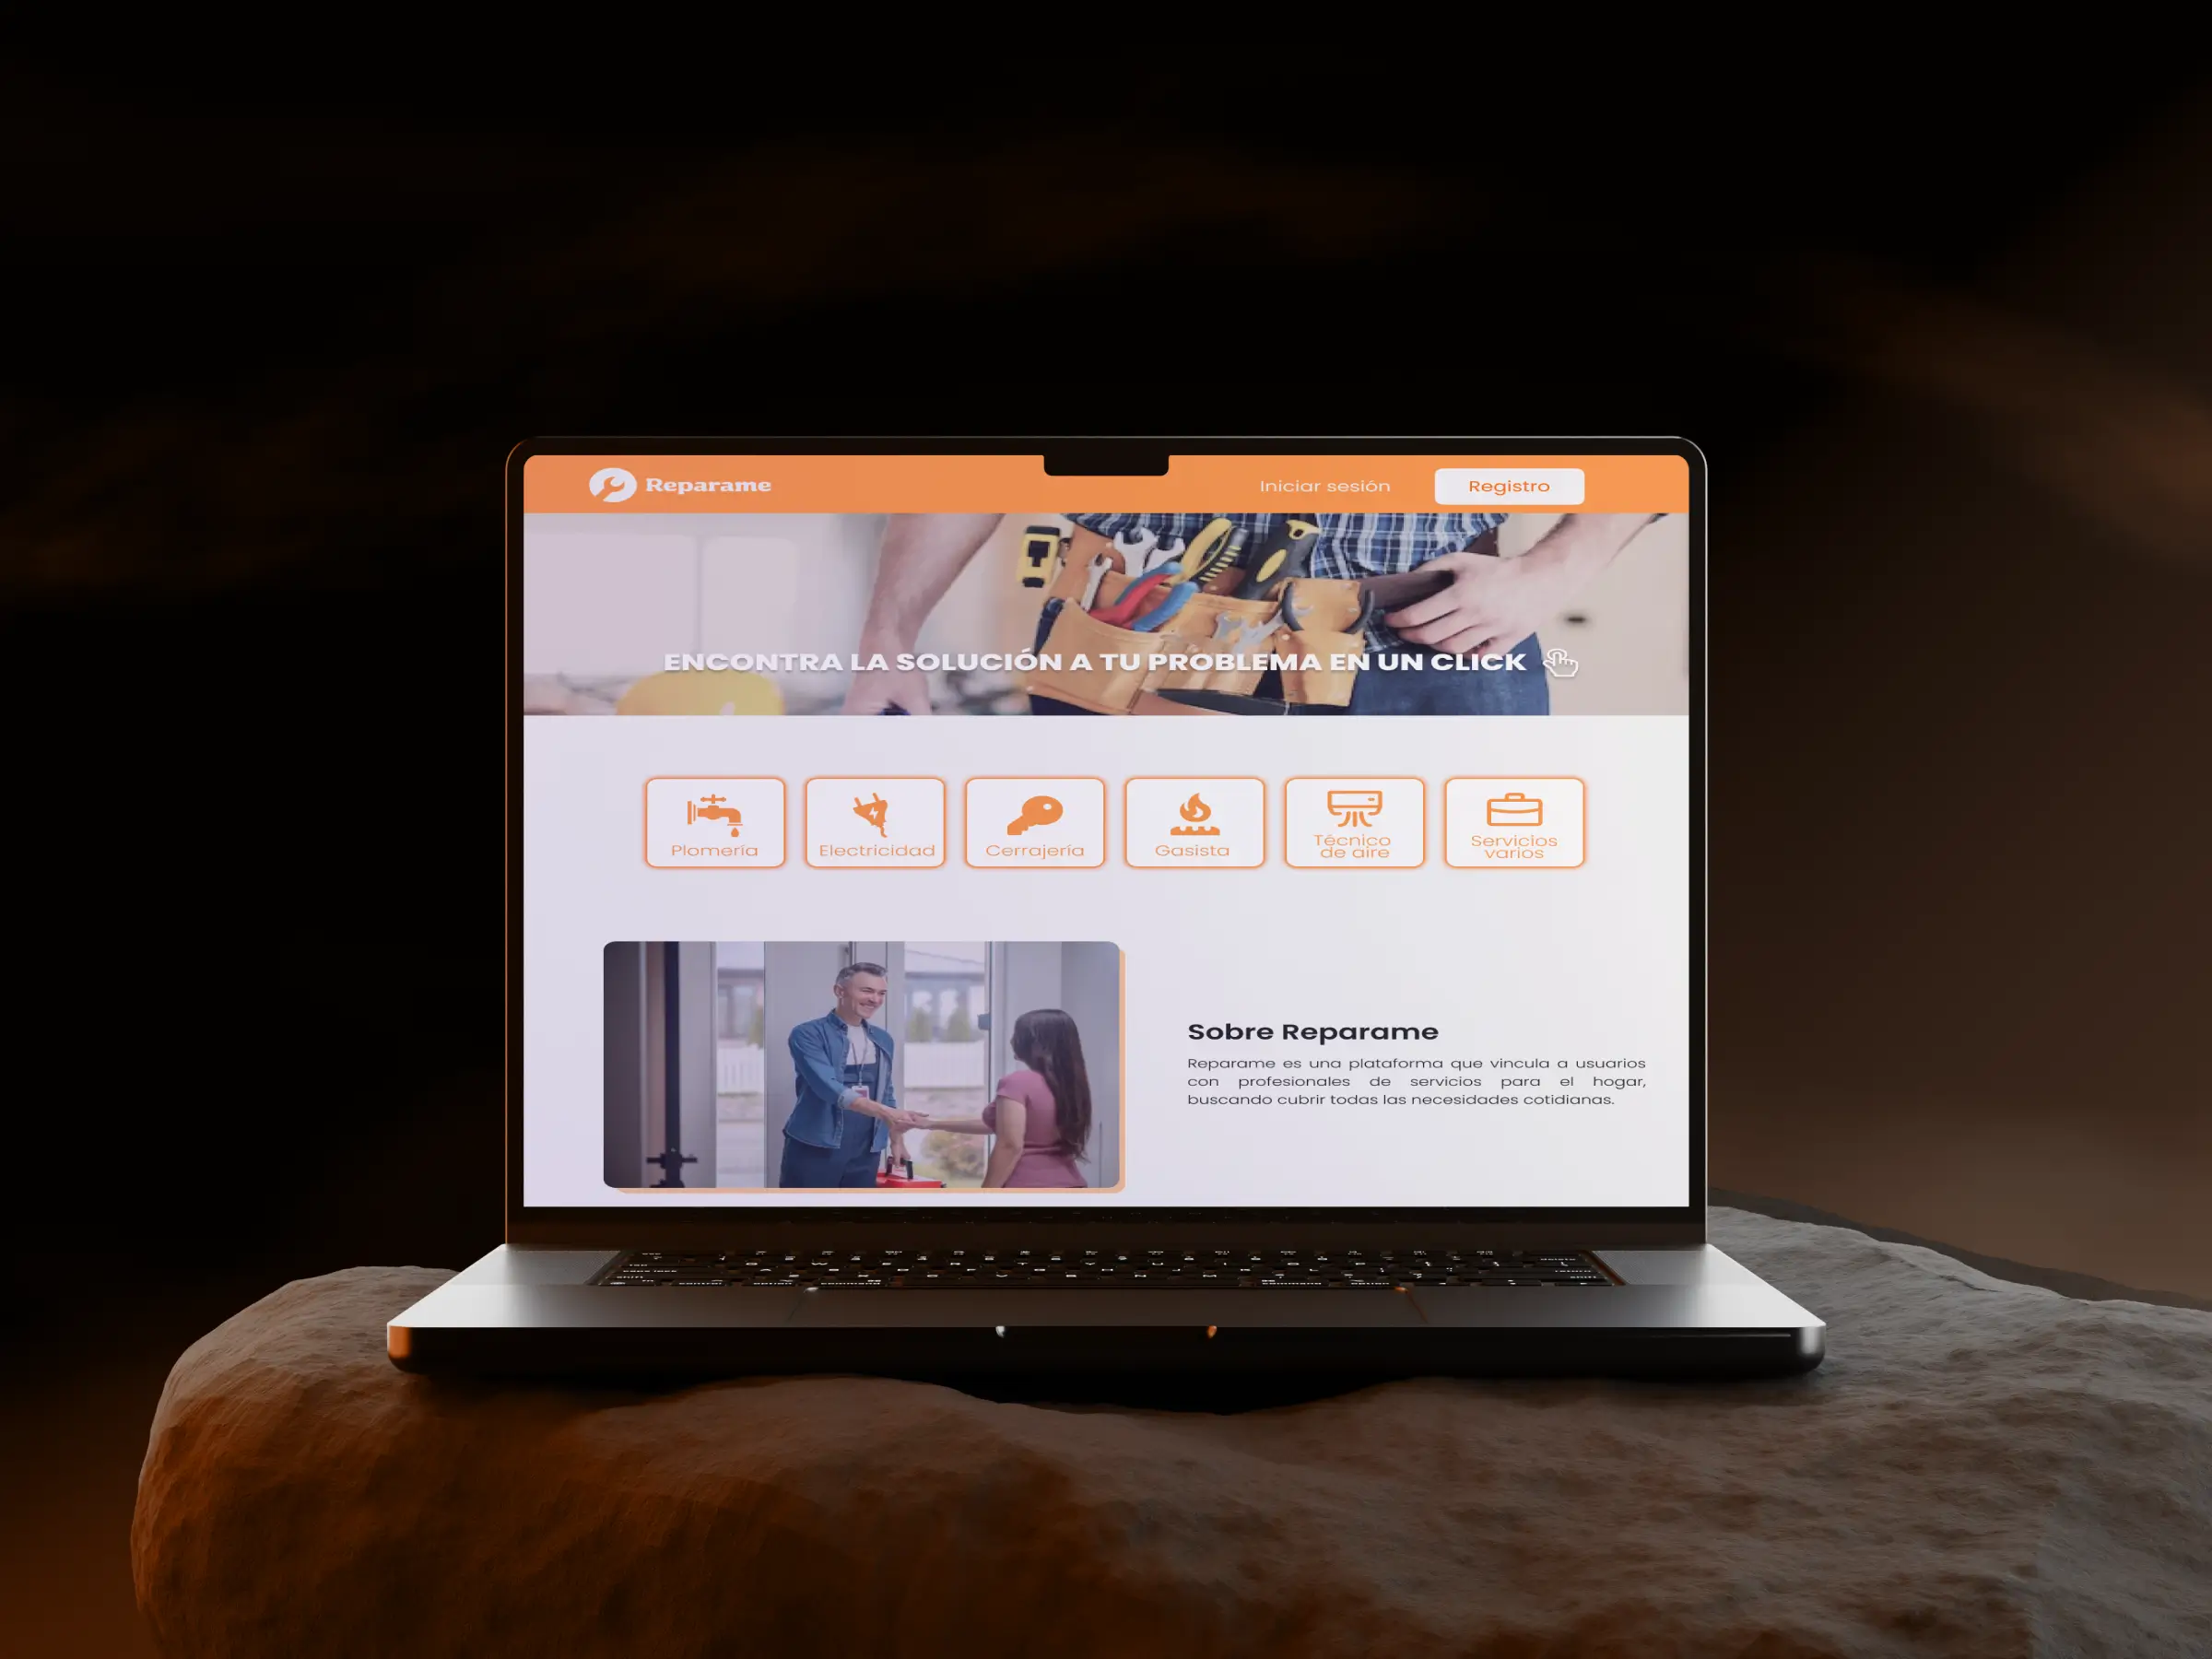 Reparame
Iniciar sesión
Registro
ENCONTRA LA SOLUCIÓN A TU PROBLEMA EN UN CLICK
Plomería
Electricidad
Cerrajería
Gasista
Técnico
de aire
Servicios
varios
Sobre Reparame
Reparame es una plataforma que vincula a usuarios
con profesionales de servicios para el hogar,
buscando cubrir todas las necesidades cotidianas.